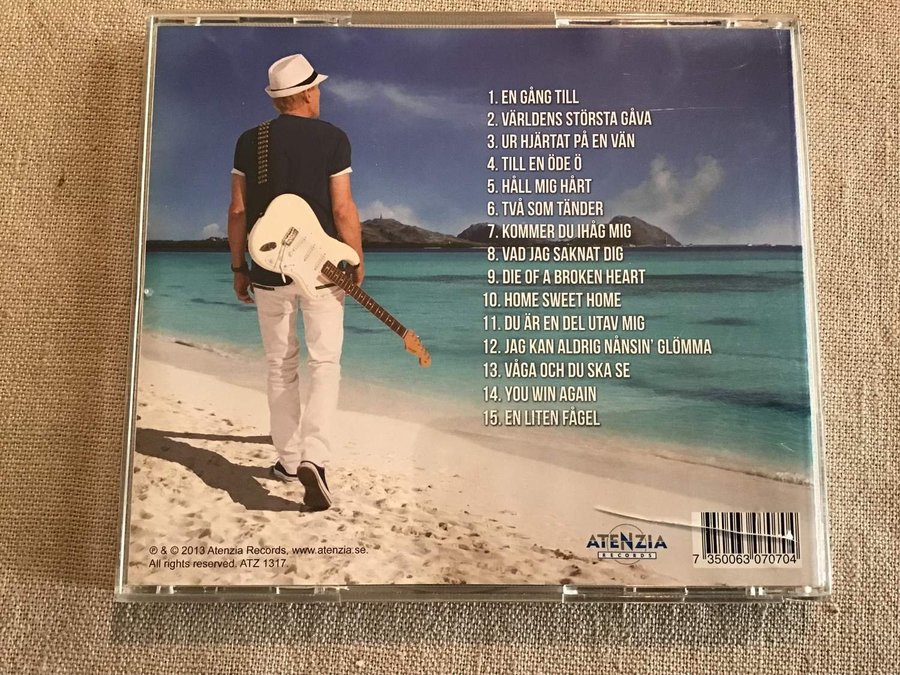 1. EN GÅNG TILL
2. VÄRLDENS STÖRSTA GÅVA
3. UR HJÄRTAT PÅ EN VÄN
4. TILL EN ÖDE Ö
5. HÅLL MIG HÅRT
6. TVÅ SOM TÄNDER
7. KOMMER DU IHÅG MIG
8. VAD JAG SAKNAT DIG
9. DIE OF A BROKEN HEART
10. HOME SWEET HOME
11. DU ÄR EN DEL UTAV MIG
12. JAG KAN ALDRIG NÅNSIN' GLÖMMA
13. VÅGA OCH DU SKA SE
14. YOU WIN AGAIN
15. EN LITEN FÅGEL
℗ & © 2013 Atenzia Records, www.atenzia.se.
All rights reserved. ATZ 1317.
ATENZIA
RECORDS
7 350063 070704